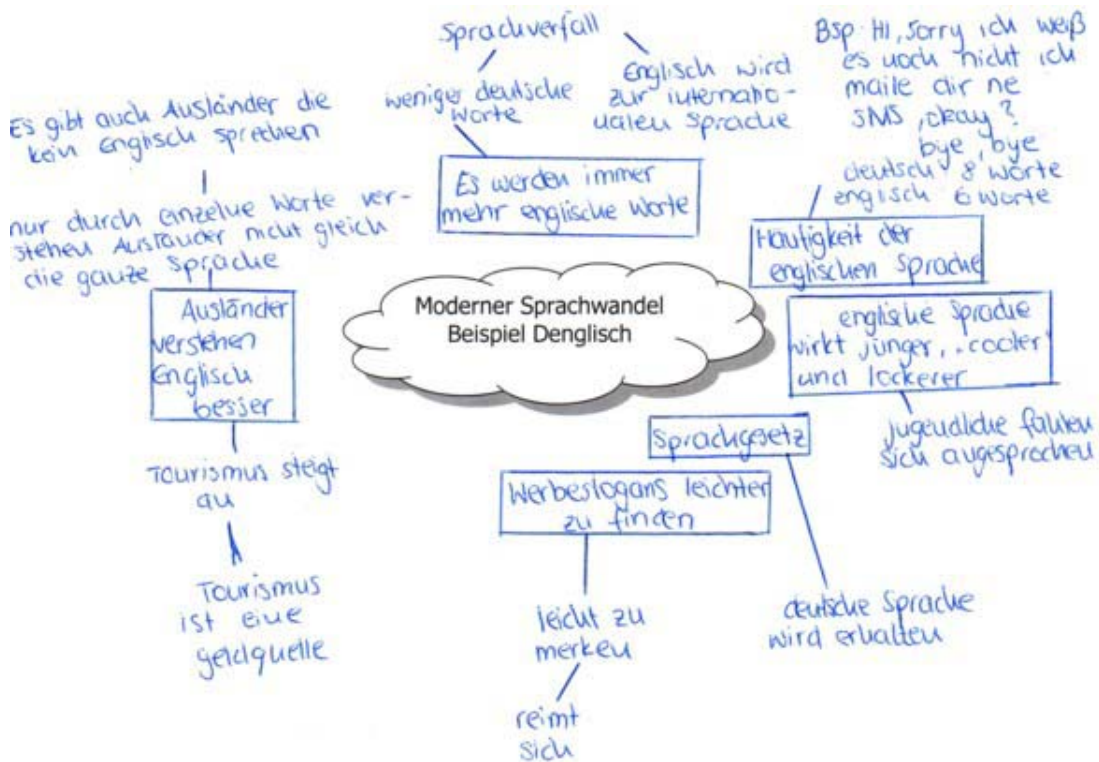 Sprachverfall
weniger deutsche
Worte
Englisch wird
zur internatio-
nalen Sprache
Es werden immer
mehr englische Worte
Bsp. Hi, Sorry ich weiß
es noch nicht ich
maile dir ne
SMS, okay?
bye, bye
deutsch 8 Worte
englisch 6 Worte
Häufigkeit der
englischen Sprache
Es gibt auch Ausländer die
kein Englisch sprechen
nur durch einzelne Worte ver-
stehen Ausländer nicht gleich
die ganze Sprache
Ausländer
verstehen
Englisch
besser
Tourismus steigt
an
Tourismus
ist eine
geldquelle
Moderner Sprachwandel
Beispiel Denglisch
englische Sprache
wirkt jünger, "cooler"
und lockerer
jugendliche fühlen
sich angesprochen
Sprachgesetz
deutsche Sprache
wird erhalten
Werbeslogans leichter
zu finden
leicht zu
merken
reimt
sich